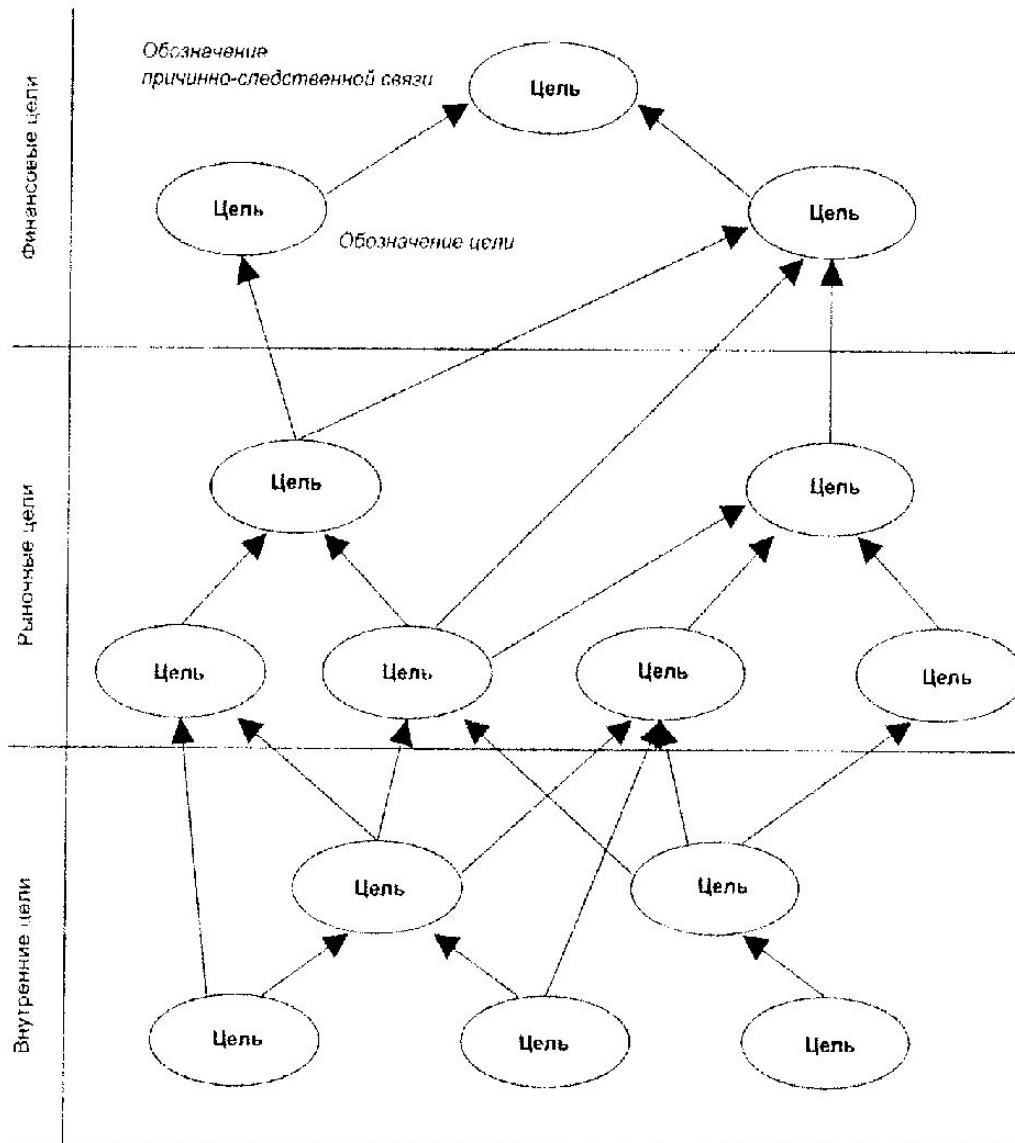 Обозначение
причинно-следственной связи
Цель
Цель
Цель
Обозначение цели
Финансовые цели
Цель
Цель
Рыночные цели
Цель
Цель
Цель
Цель
Цель
Цель
Внутренние цели
Цель
Цель
Цель